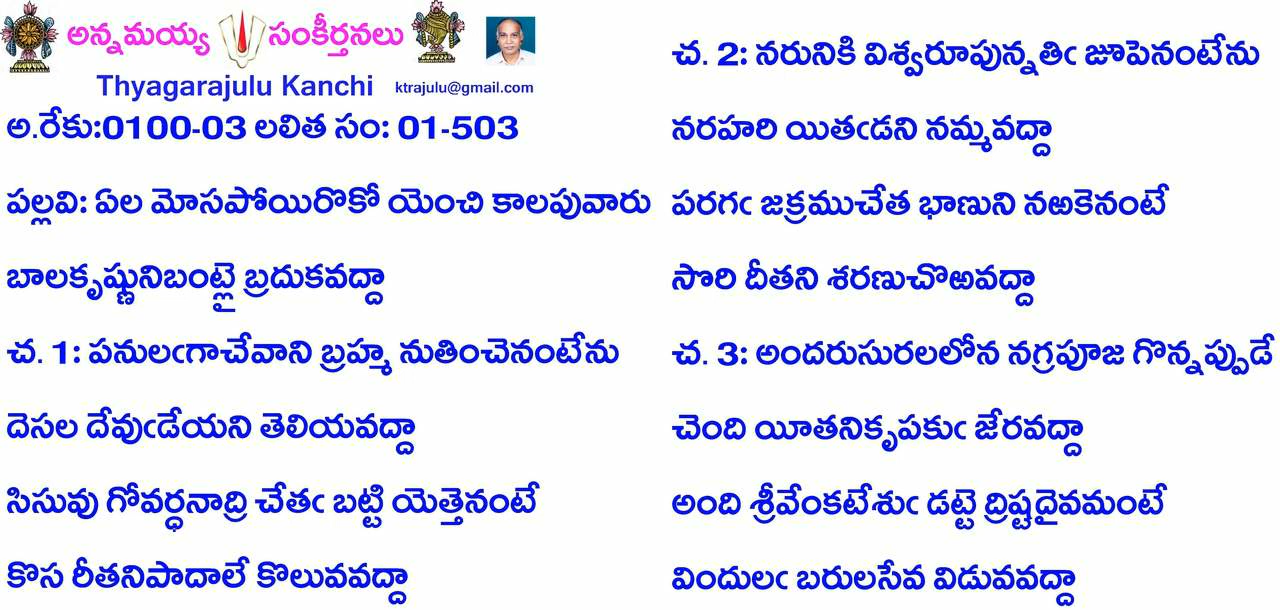 అన్నమయ్య సంకీర్తనలు
Thyagarajulu Kanchi ktrajulu@gmail.com
అ.రేకు:0100-03 లలిత సం: 01-503
పల్లవి: ఏల మోసపోయిరొకో యెంచి కాలపువారు
బాలకృష్ణునిబంట్లై బ్రదుకవద్దా
చ. 1: పనులఁగాచేవాని బ్రహ్మ నుతించెనంటేను
దెసల దేవుఁడేయని తెలియవద్దా
సిసువు గోవర్ధనాద్రి చేతఁ బట్టి యెత్తెనంటే
కొస రీతనిపాదాలే కొలువవద్దా
చ. 2: నరునికి విశ్వరూపున్నతిఁ జూపెనంటేను
నరహరి యితఁడని నమ్మవద్దా
పరగఁ జక్రముచేత భాణుని నఱకెనంటే
సొరి దీతని శరణుచొఱవద్దా
చ. 3: అందరుసురలలోన నగ్రపూజ గొన్నప్పుడే
చెంది యీతనికృపకుఁ జేరవద్దా
అంది శ్రీవేంకటేశుఁ డట్టె ద్రిష్టదైవమంటే
విందులఁ బరులసేవ విడువవద్దా